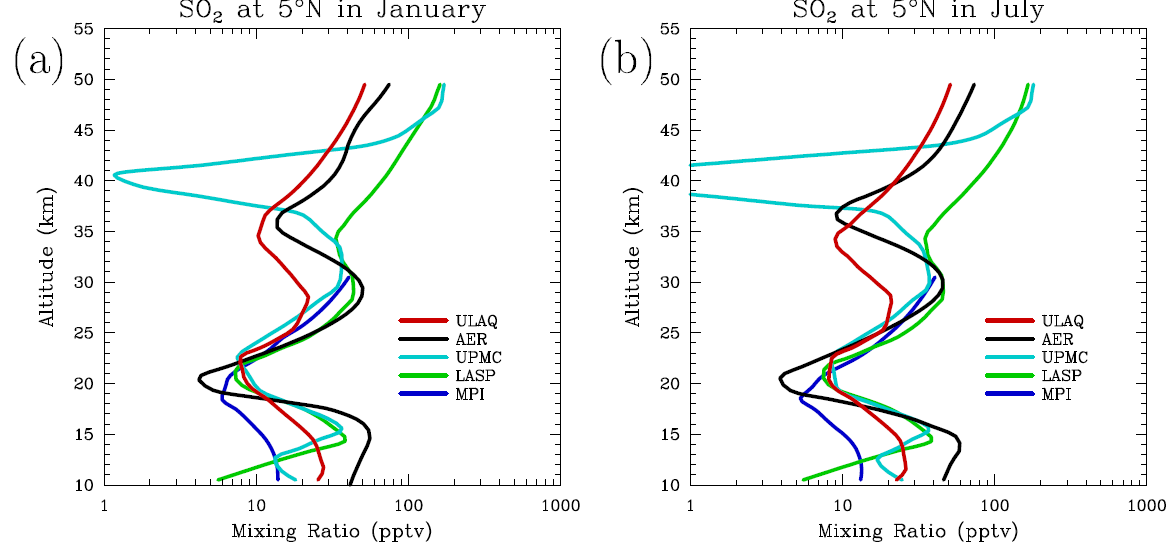 SO2 at 5°N in January
(a)
55
50
45
40
35
30
25
20
15
10
Altitude (km)
ULAQ
AER
UPMC
LASP
MPI
1 10 100 1000
Mixing Ratio (pptv)
SO2 at 5°N in July
(b)
55
50
45
40
35
30
25
20
15
10
Altitude (km)
ULAQ
AER
UPMC
LASP
MPI
1 10 100 1000
Mixing Ratio (pptv)